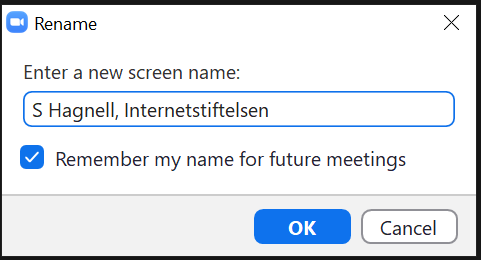 Rename
Enter a new screen name:
S Hagnell, Internetstiftelsen
Remember my name for future meetings
OK
Cancel